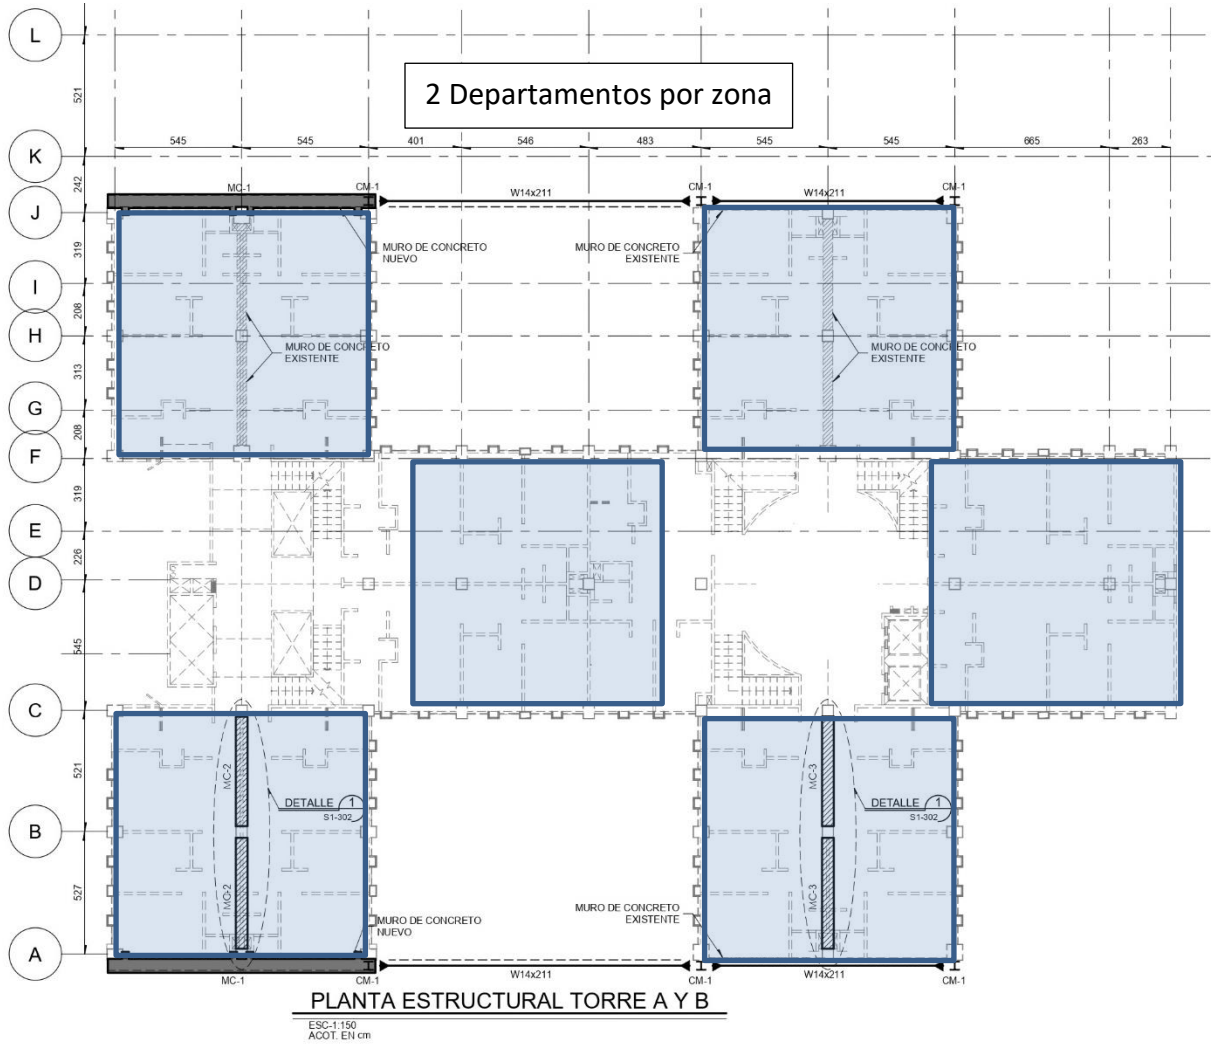 L
521
2 Departamentos por zona
545 545 401 546 483 545 545 665 263
K
242
MC-1 CM-1 W14x211 CM-1 W14x211 CM-1
J
319
MURO DE CONCRETO
NUEVO
MURO DE CONCRETO
EXISTENTE
I
208
H
MURO DE CONCRETO
EXISTENTE
MURO DE CONCRETO
EXISTENTE
313
G
208
F
319
E
226
D
545
C
521
MC-2
MC-3
DETALLE 1
S1-302
DETALLE 1
S1-302
B
527
MC-2
MC-3
MURO DE CONCRETO
NUEVO
MURO DE CONCRETO
EXISTENTE
A
MC-1 CM-1 W14x211 CM-1 W14x211 CM-1
PLANTA ESTRUCTURAL TORRE A Y B
ESC-1:150
ACOT. EN cm